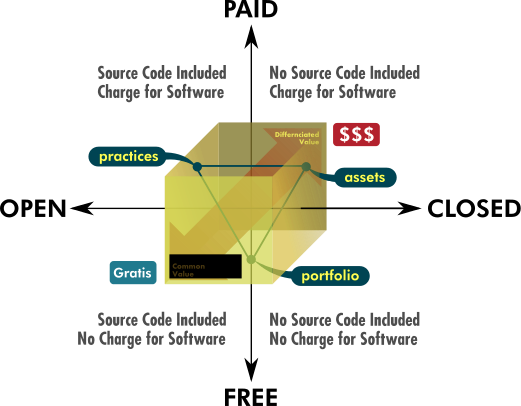 PAID
Source Code Included
Charge for Software
No Source Code Included
Charge for Software
Differnciated
Value
$$$
practices
assets
OPEN
CLOSED
Gratis
Common
Value
portfolio
Source Code Included
No Charge for Software
No Source Code Included
No Charge for Software
FREE